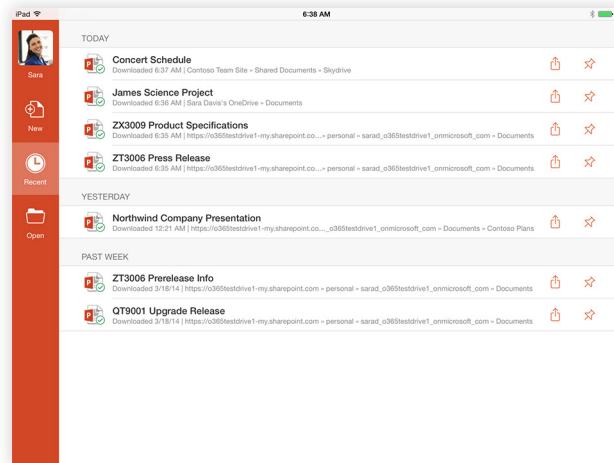 iPad 6:38 AM
TODAY
Sara
Concert Schedule
Downloaded 6:37 AM | Contoso Team Site » Shared Documents » Skydrive
James Science Project
Downloaded 6:36 AM | Sara Davis's OneDrive » Documents
New
ZX3009 Product Specifications
Downloaded 6:35 AM | https://o365testdrive1-my.sharepoint.co...» personal » sarad_o365testdrive1_onmicrosoft_com » Documents
ZT3006 Press Release
Downloaded 6:35 AM | https://o365testdrive1-my.sharepoint.co...» personal » sarad_o365testdrive1_onmicrosoft_com » Documents
Recent
YESTERDAY
Northwind Company Presentation
Downloaded 12:21 AM | https://o365testdrive1-my.sharepoint.co..._o365testdrive1_onmicrosoft_com » Documents » Contoso Plans
Open
PAST WEEK
ZT3006 Prerelease Info
Downloaded 3/18/14 | https://o365testdrive1-my.sharepoint.com » personal » sarad_o365testdrive1_onmicrosoft_com » Documents
QT9001 Upgrade Release
Downloaded 3/18/14 | https://o365testdrive1-my.sharepoint.com » personal » sarad_o365testdrive1_onmicrosoft_com » Documents